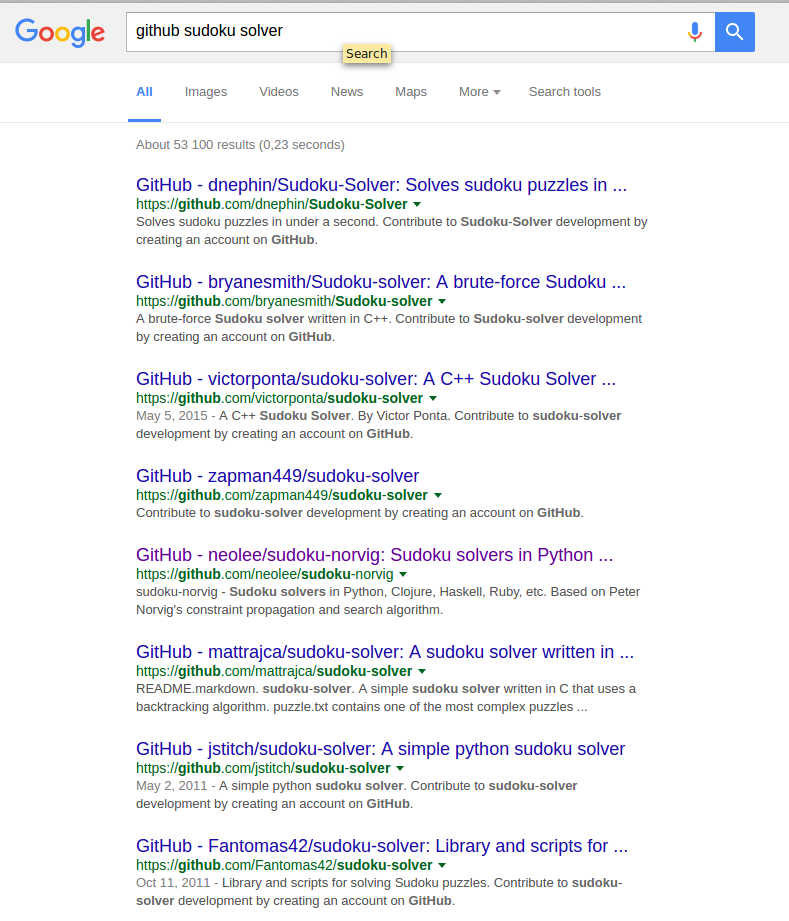 Google
github sudoku solver
Search
All Images Videos News Maps More Search tools
About 53 100 results (0,23 seconds)
GitHub - dnephin/Sudoku-Solver: Solves sudoku puzzles in ...
https://github.com/dnephin/Sudoku-Solver
Solves sudoku puzzles in under a second. Contribute to Sudoku-Solver development by
creating an account on GitHub.
GitHub - bryanesmith/Sudoku-solver: A brute-force Sudoku ...
https://github.com/bryanesmith/Sudoku-solver
A brute-force Sudoku solver written in C++. Contribute to Sudoku-solver development
by creating an account on GitHub.
GitHub - victorponta/sudoku-solver: A C++ Sudoku Solver ...
https://github.com/victorponta/sudoku-solver
May 5, 2015 - A C++ Sudoku Solver. By Victor Ponta. Contribute to sudoku-solver
development by creating an account on GitHub.
GitHub - zapman449/sudoku-solver
https://github.com/zapman449/sudoku-solver
Contribute to sudoku-solver development by creating an account on GitHub.
GitHub - neolee/sudoku-norvig: Sudoku solvers in Python ...
https://github.com/neolee/sudoku-norvig
sudoku-norvig - Sudoku solvers in Python, Clojure, Haskell, Ruby, etc. Based on Peter
Norvig's constraint propagation and search algorithm.
GitHub - mattrajca/sudoku-solver: A sudoku solver written in ...
https://github.com/mattrajca/sudoku-solver
README.markdown. sudoku-solver. A simple sudoku solver written in C that uses a
backtracking algorithm. puzzle.txt contains one of the most complex puzzles ...
GitHub - jstitch/sudoku-solver: A simple python sudoku solver
https://github.com/jstitch/sudoku-solver
May 2, 2011 - A simple python sudoku solver. Contribute to sudoku-solver
development by creating an account on GitHub.
GitHub - Fantomas42/sudoku-solver: Library and scripts for ...
https://github.com/Fantomas42/sudoku-solver
Oct 11, 2011 - Library and scripts for solving Sudoku puzzles. Contribute to sudoku-
solver development by creating an account on GitHub.